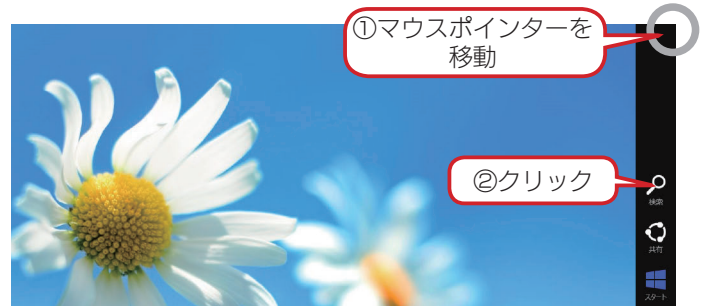 ①マウスポインターを
移動
②クリック
検索
共有
スタート